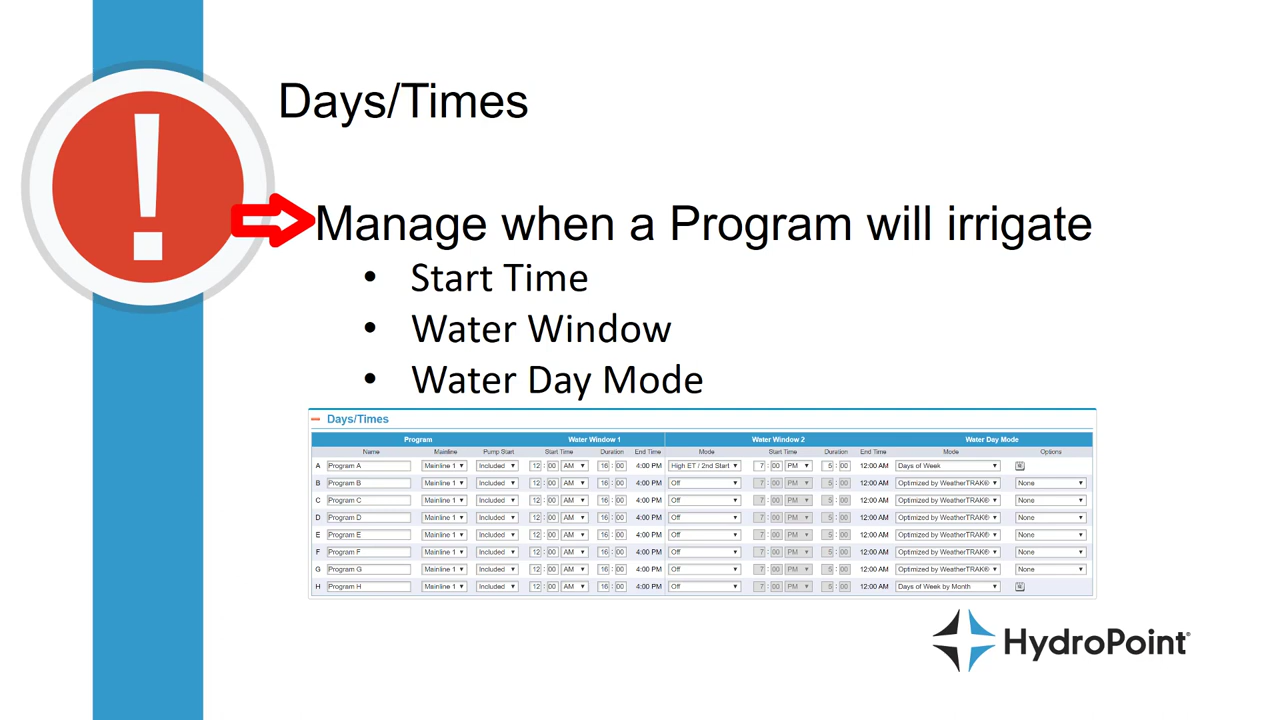 Days/Times
Manage when a Program will irrigate
• Start Time
• Water Window
• Water Day Mode
Days/Times
Program Water Window 1 Water Window 2 Water Day Mode
Name Mainline Pump Start Start Time Duration End Time Mode Start Time Duration End Time Mode Options
A Program A Mainline 1 Included 12 : 00 AM 16 : 00 4:00 PM High ET / 2nd Start 7 : 00 PM 5 : 00 12:00 AM Days of Week
B Program B Mainline 1 Included 12 : 00 AM 16 : 00 4:00 PM Off 7 : 00 PM 5 : 00 12:00 AM Optimized by WeatherTRAK® None
C Program C Mainline 1 Included 12 : 00 AM 16 : 00 4:00 PM Off 7 : 00 PM 5 : 00 12:00 AM Optimized by WeatherTRAK® None
D Program D Mainline 1 Included 12 : 00 AM 16 : 00 4:00 PM Off 7 : 00 PM 5 : 00 12:00 AM Optimized by WeatherTRAK® None
E Program E Mainline 1 Included 12 : 00 AM 16 : 00 4:00 PM Off 7 : 00 PM 5 : 00 12:00 AM Optimized by WeatherTRAK® None
F Program F Mainline 1 Included 12 : 00 AM 16 : 00 4:00 PM Off 7 : 00 PM 5 : 00 12:00 AM Optimized by WeatherTRAK® None
G Program G Mainline 1 Included 12 : 00 AM 16 : 00 4:00 PM Off 7 : 00 PM 5 : 00 12:00 AM Optimized by WeatherTRAK® None
H Program H Mainline 1 Included 12 : 00 AM 16 : 00 4:00 PM Off 7 : 00 PM 5 : 00 12:00 AM Days of Week by Month
HydroPoint®